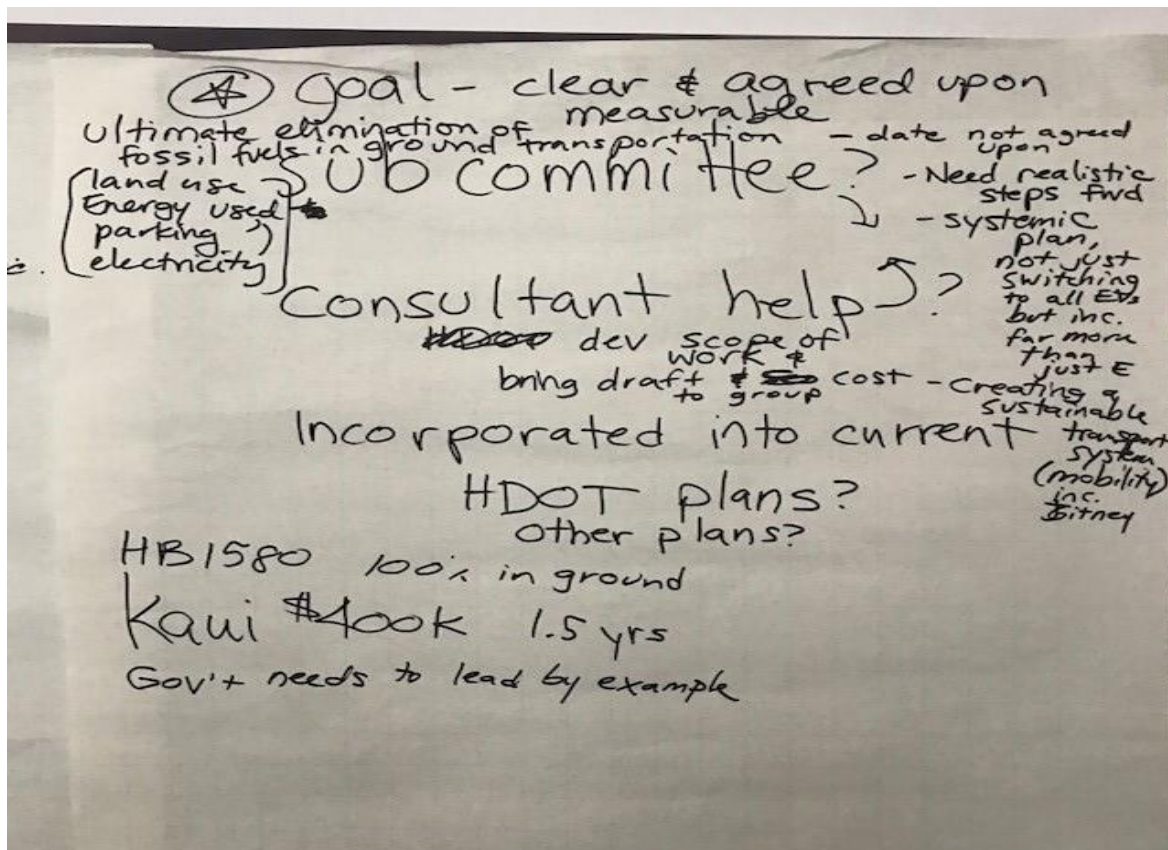 goal - clear & agreed upon
measurable
ultimate elimination of
fossil fuels in ground transportation
- date not agreed
upon
Sub committee?
(land use
Energy used
parking
electricity)
- Need realistic
steps fwd
- systemic
plan,
not just
switching
to all EVs
but inc.
far more
than
just E
Consultant help?
dev scope of
work &
bring draft & cost
to group
- Creating a
sustainable
transport
system
(mobility)
inc.
Jitney
Incorporated into current
HDOT plans?
other plans?
HB1580 100% in ground
Kaui $400K 1.5 yrs
Gov't needs to lead by example